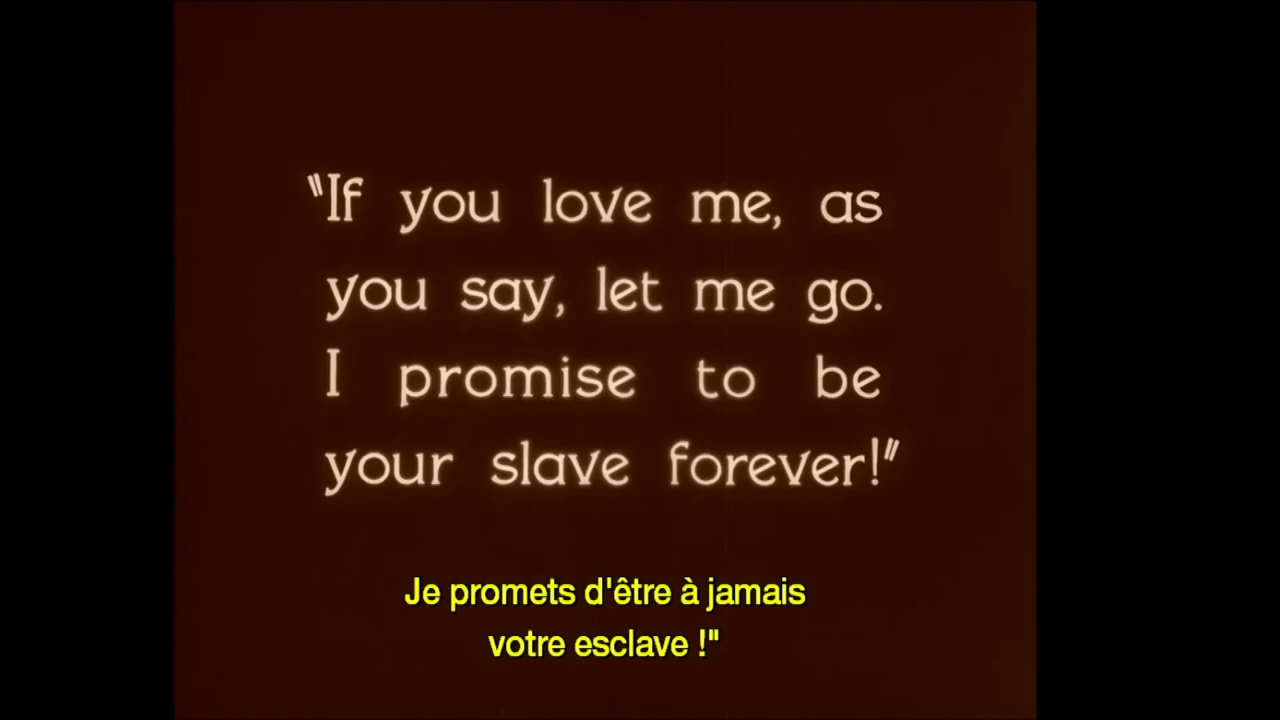 "If you love me, as
you say, let me go.
I promise to be
your slave forever!"
Je promets d'être à jamais
votre esclave !"